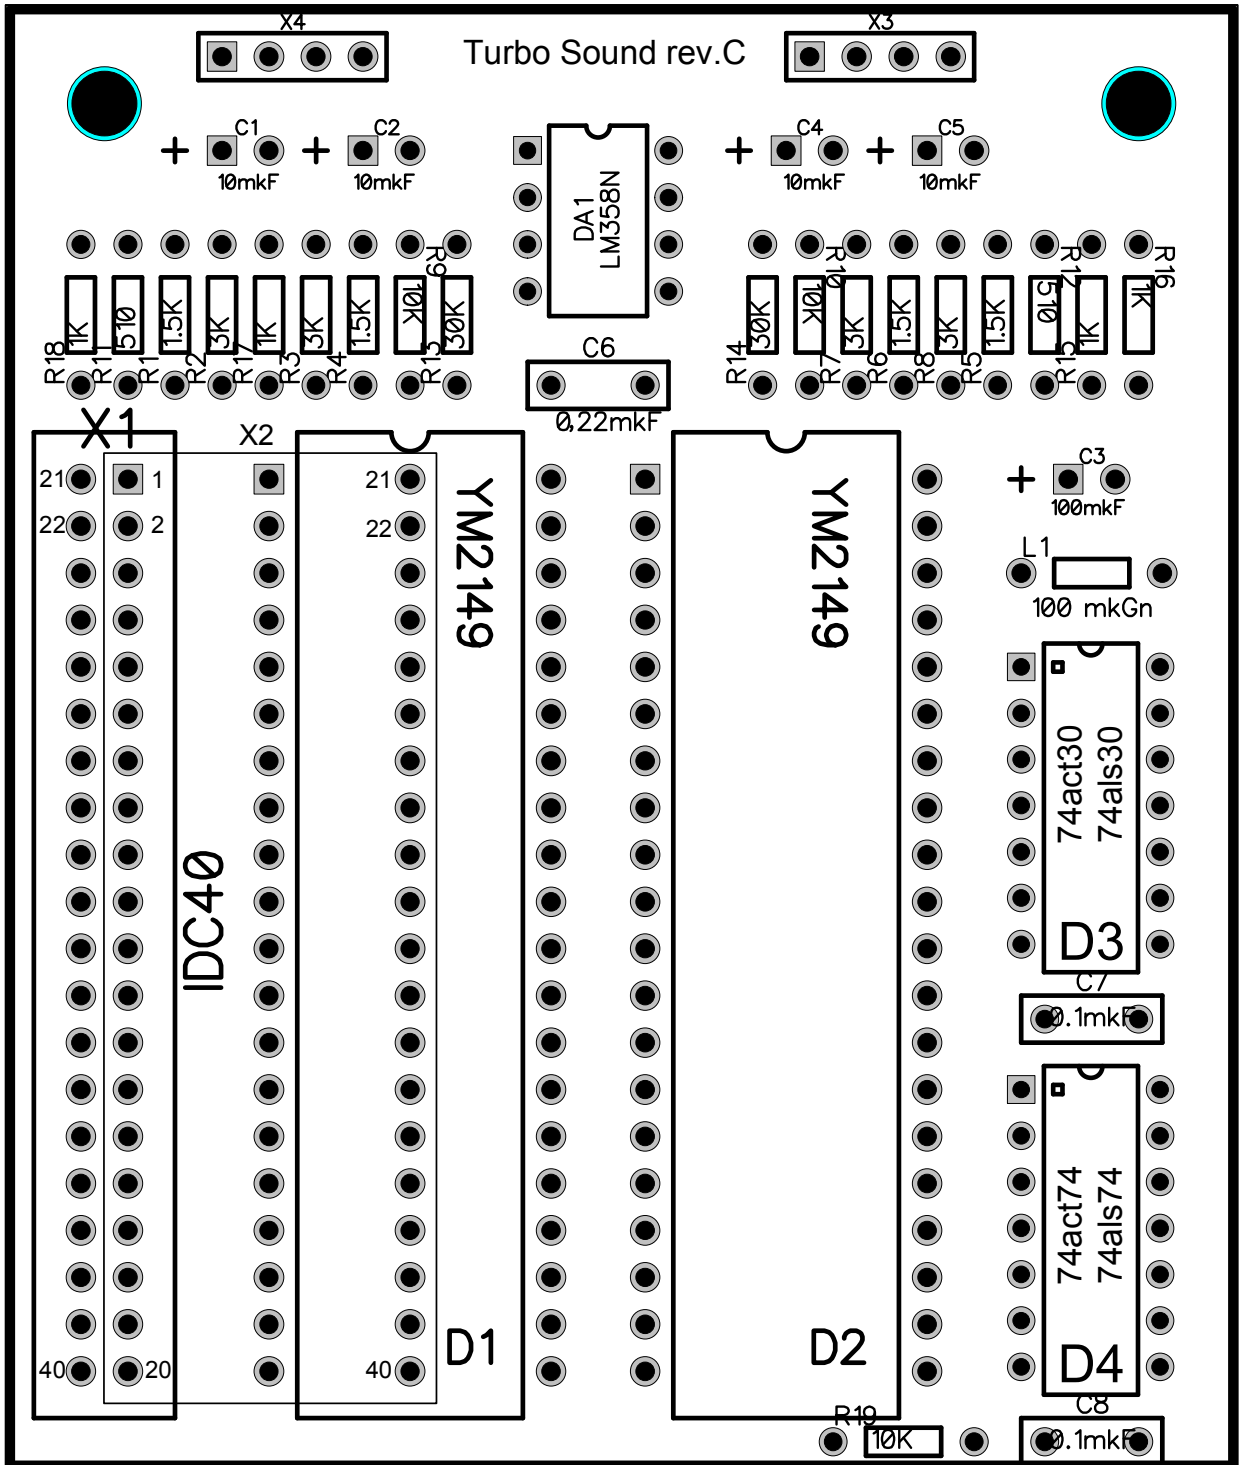 X4
Turbo Sound rev.C
X3
+ C1 + C2
10mkF 10mkF
+ C4 + C5
10mkF 10mkF
DA1
LM358N
R9
R10
R12
R16
1K 510 1.5K 3K 1K 3K 1.5K 10K 30K
30K 10K 3K 1.5K 3K 1.5K 510 1K 1K
R18 R11 R1 R2 R17 R3 R4 R15
R14 R7 R6 R8 R5 R15
C6
0,22mkF
X1
X2
21 1 21
22 2 22
YM2149
YM2149
+ C3
100mkF
L1
100 mkGn
74act30
74als30
D3
IDC40
C7
0.1mkF
74act74
74als74
D4
D1
D2
40 20 40
R19
10K
C8
0.1mkF